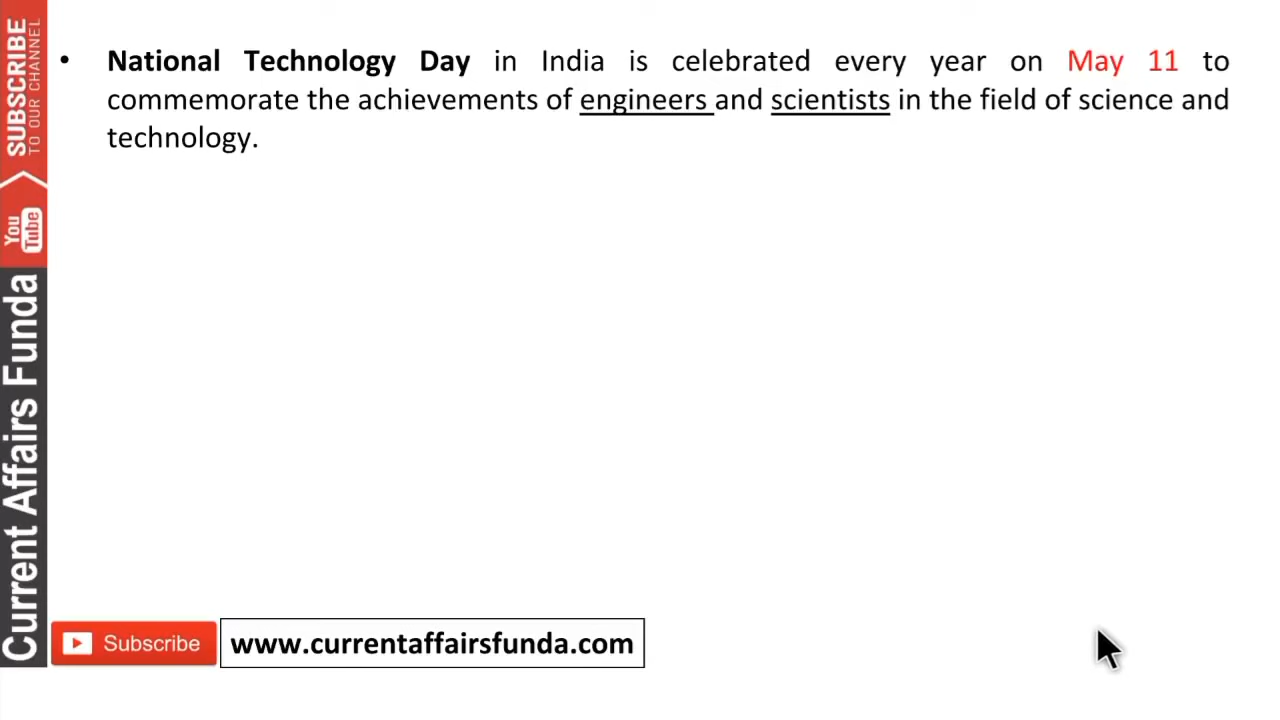 • National Technology Day in India is celebrated every year on May 11 to
commemorate the achievements of engineers and scientists in the field of science and
technology.
SUBSCRIBE
TO OUR CHANNEL
You
Tube
Current Affairs Funda
Subscribe
www.currentaffairsfunda.com